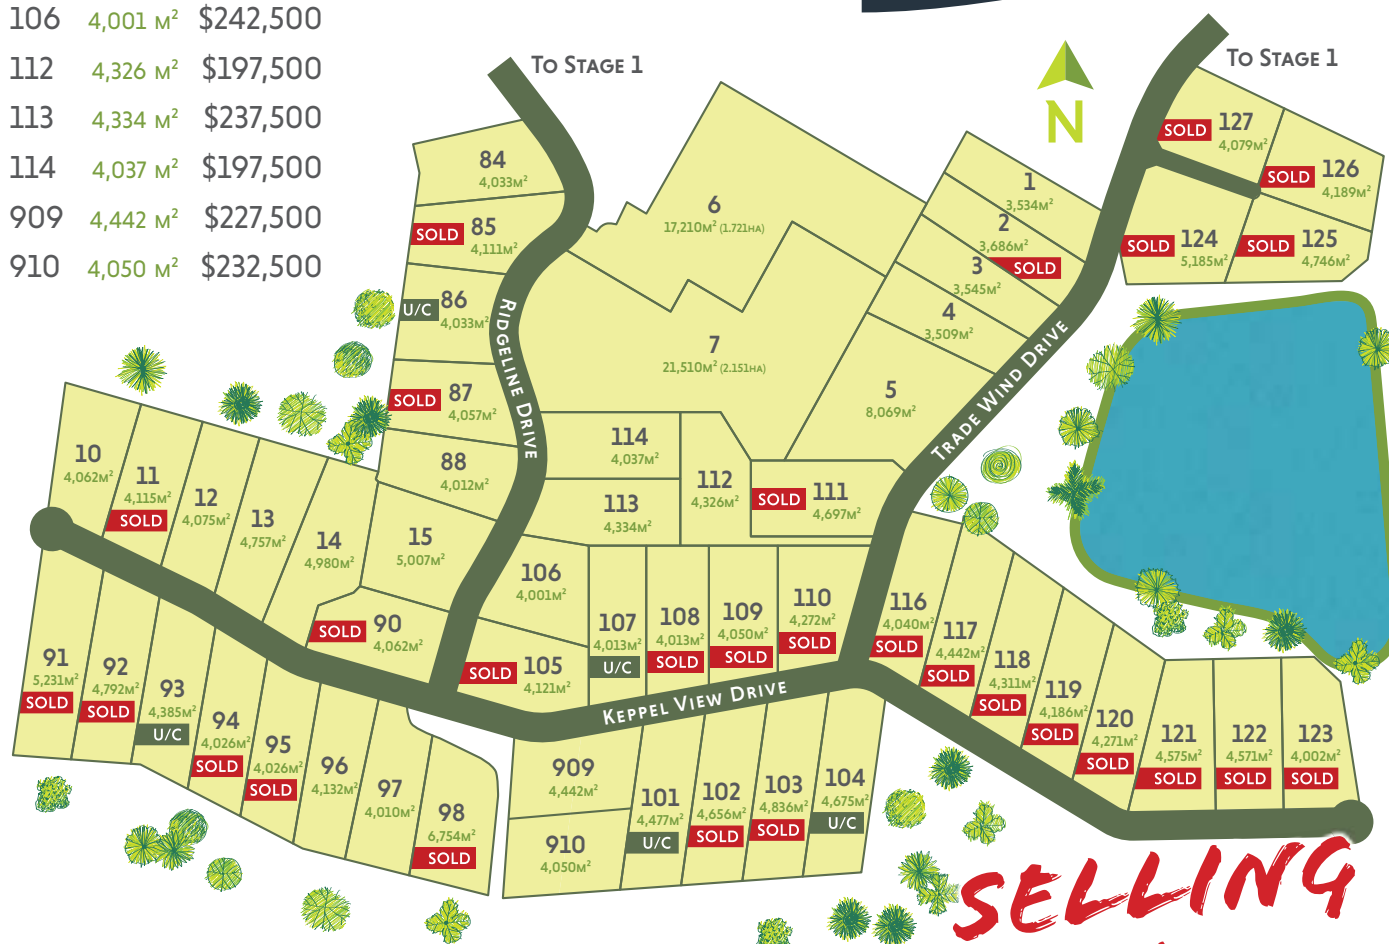 106 4,001 M² $242,500
112 4,326 M² $197,500
113 4,334 M² $237,500
114 4,037 M² $197,500
909 4,442 M² $227,500
910 4,050 M² $232,500
TO STAGE 1
TO STAGE 1
N
127
SOLD
4,079M²
126
SOLD
4,189M²
124
SOLD
5,185M²
125
SOLD
4,746M²
84
4,033M²
85
SOLD
4,111M²
86
U/C
4,033M²
87
SOLD
4,057M²
88
4,012M²
RIDGELINE DRIVE
6
17,210M² (1.721HA)
7
21,510M² (2.151HA)
1
3,534M²
2
3,686M²
SOLD
3
3,545M²
4
3,509M²
5
8,069M²
TRADE WIND DRIVE
10
4,062M²
11
4,115M²
SOLD
12
4,075M²
13
4,757M²
14
4,980M²
15
5,007M²
114
4,037M²
113
4,334M²
112
4,326M²
111
SOLD
4,697M²
90
SOLD
4,062M²
106
4,001M²
105
SOLD
4,121M²
107
4,013M²
U/C
108
4,013M²
SOLD
109
4,050M²
SOLD
110
4,272M²
SOLD
116
4,040M²
SOLD
117
4,442M²
SOLD
118
4,311M²
SOLD
119
4,186M²
SOLD
120
4,271M²
SOLD
121
4,575M²
SOLD
122
4,571M²
SOLD
123
4,002M²
SOLD
KEPPEL VIEW DRIVE
91
5,231M²
SOLD
92
4,792M²
SOLD
93
4,385M²
U/C
94
4,026M²
SOLD
95
4,026M²
SOLD
96
4,132M²
97
4,010M²
98
6,754M²
SOLD
909
4,442M²
910
4,050M²
101
4,477M²
U/C
102
4,656M²
SOLD
103
4,836M²
SOLD
104
4,675M²
U/C
SELLING